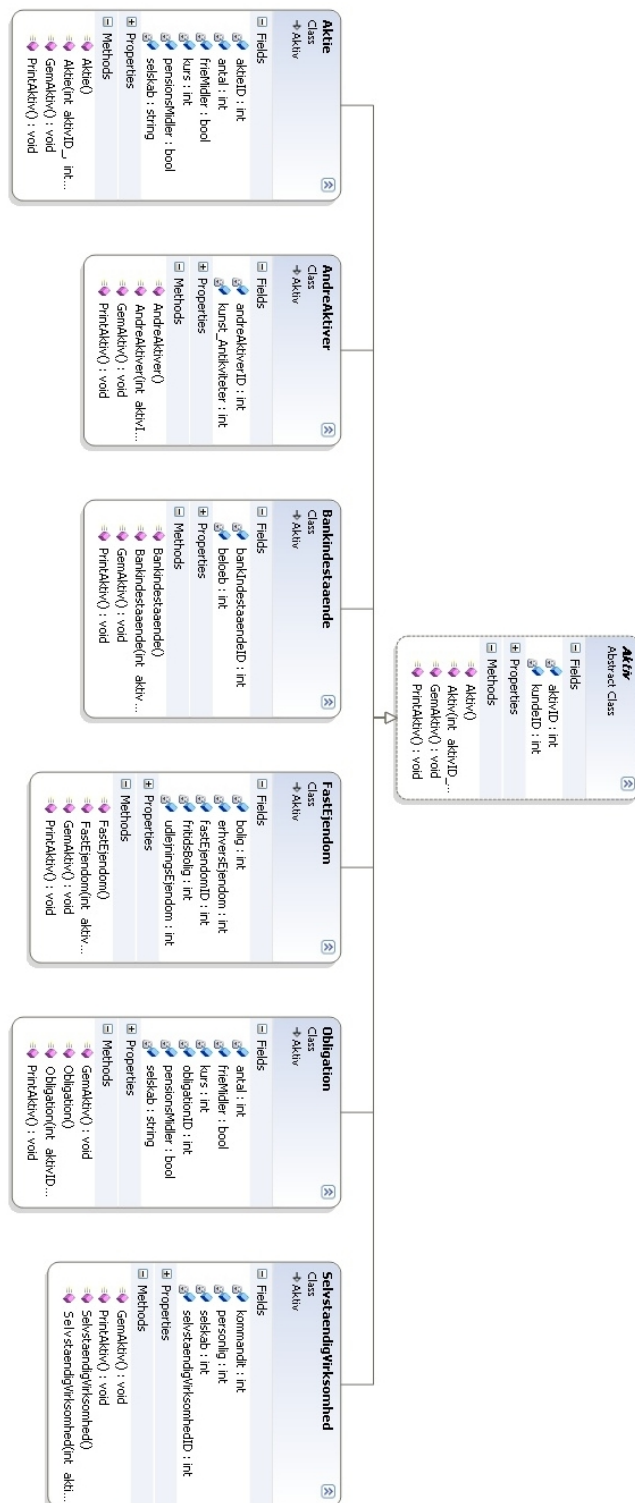 Aktiv
Abstract Class
Fields
aktivID : int
kundeID : int
Properties
Methods
Aktiv()
Aktiv(int aktivID_...
GemAktiv() : void
PrintAktiv() : void
Aktie
Class
Aktiv
Fields
aktieID : int
antal : int
frieMidler : bool
kurs : int
pensionsMidler : bool
selskab : string
Properties
Methods
Aktie()
Aktie(int aktivID_, int...
GemAktiv() : void
PrintAktiv() : void
AndreAktiver
Class
Aktiv
Fields
andreAktiverID : int
kunst_Antikviteter : int
Properties
Methods
AndreAktiver()
AndreAktiver(int aktivI...
GemAktiv() : void
PrintAktiv() : void
Bankindestaaende
Class
Aktiv
Fields
bankIndestaaendeID : int
beloeb : int
Properties
Methods
Bankindestaaende()
Bankindestaaende(int aktiv...
GemAktiv() : void
PrintAktiv() : void
FastEjendom
Class
Aktiv
Fields
bolig : int
erhversEjendom : int
fastEjendomID : int
fritidsBolig : int
udlejningsEjendom : int
Properties
Methods
FastEjendom()
FastEjendom(int aktiv...
GemAktiv() : void
PrintAktiv() : void
Obligation
Class
Aktiv
Fields
antal : int
frieMidler : bool
kurs : int
obligationID : int
pensionsMidler : bool
selskab : string
Properties
Methods
GemAktiv() : void
Obligation()
Obligation(int aktivID...
PrintAktiv() : void
SelvstaendigVirksomhed
Class
Aktiv
Fields
kommandit : int
personlig : int
selskab : int
selvstaendigVirksomhedID : int
Properties
Methods
GemAktiv() : void
PrintAktiv() : void
SelvstaendigVirksomhed()
SelvstaendigVirksomhed(int akti...